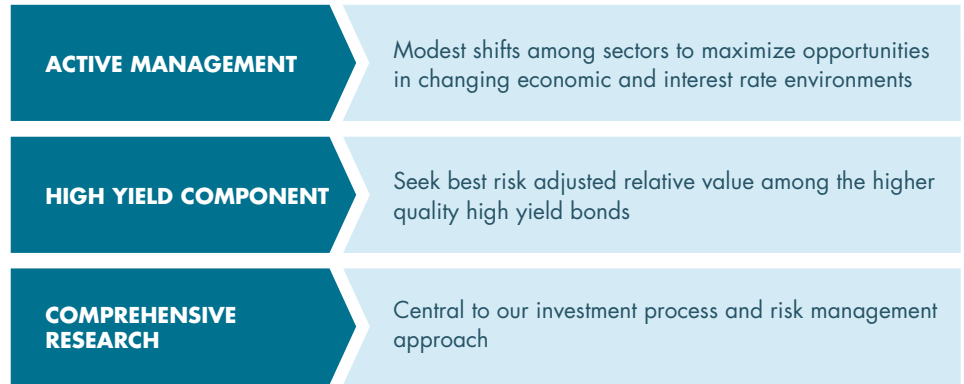 ACTIVE MANAGEMENT
Modest shifts among sectors to maximize opportunities
in changing economic and interest rate environments
HIGH YIELD COMPONENT
Seek best risk adjusted relative value among the higher
quality high yield bonds
COMPREHENSIVE
RESEARCH
Central to our investment process and risk management
approach